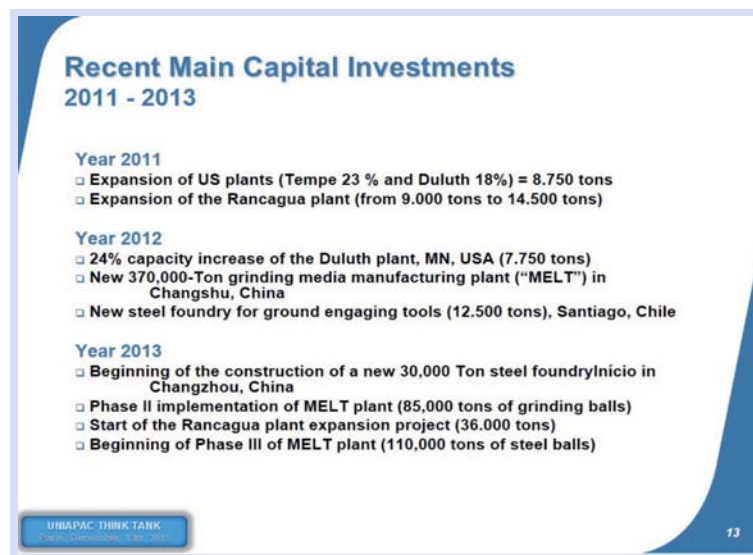 Recent Main Capital Investments
2011 - 2013
Year 2011
Expansion of US plants (Tempe 23 % and Duluth 18%) = 8.750 tons
Expansion of the Rancagua plant (from 9.000 tons to 14.500 tons)
Year 2012
24% capacity increase of the Duluth plant, MN, USA (7.750 tons)
New 370,000-Ton grinding media manufacturing plant (“MELT”) in
Changshu, China
New steel foundry for ground engaging tools (12.500 tons), Santiago, Chile
Year 2013
Beginning of the construction of a new 30,000 Ton steel foundryInicio in
Changzhou, China
Phase II implementation of MELT plant (85,000 tons of grinding balls)
Start of the Rancagua plant expansion project (36.000 tons)
Beginning of Phase III of MELT plant (110,000 tons of steel balls)
UNIAPAC THINK TANK
Paris, December
13